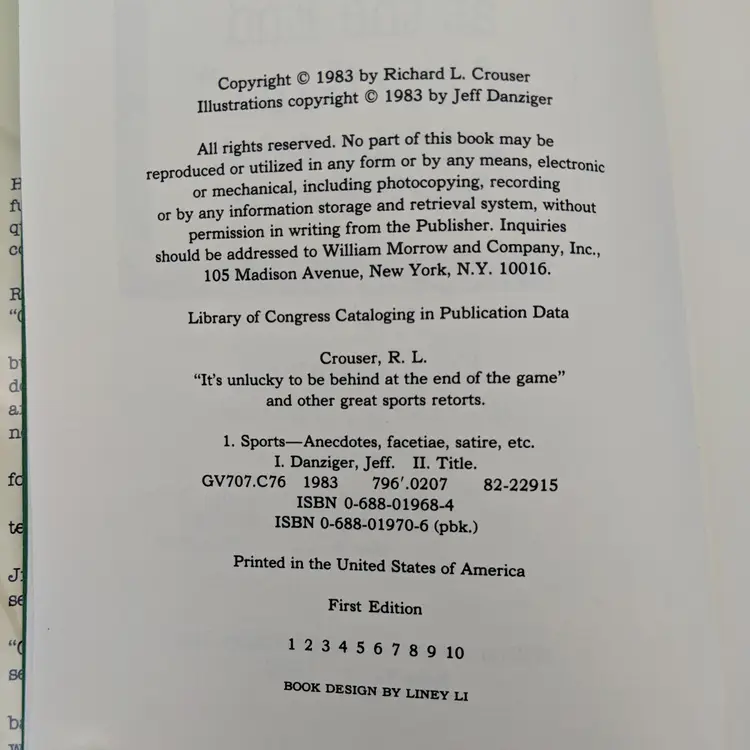 Copyright © 1983 by Richard L. Crouser
Illustrations copyright © 1983 by Jeff Danziger
All rights reserved. No part of this book may be
reproduced or utilized in any form or by any means, electronic
or mechanical, including photocopying, recording
or by any information storage and retrieval system, without
permission in writing from the Publisher. Inquiries
should be addressed to William Morrow and Company, Inc.,
105 Madison Avenue, New York, N.Y. 10016.
Library of Congress Cataloging in Publication Data
Crouser, R. L.
“It's unlucky to be behind at the end of the game”
and other great sports retorts.
1. Sports—Anecdotes, facetiae, satire, etc.
I. Danziger, Jeff. II. Title.
GV707.C76 1983 796′.0207 82-22915
ISBN 0-688-01968-4
ISBN 0-688-01970-6 (pbk.)
Printed in the United States of America
First Edition
1 2 3 4 5 6 7 8 9 10
BOOK DESIGN BY LINEY LI